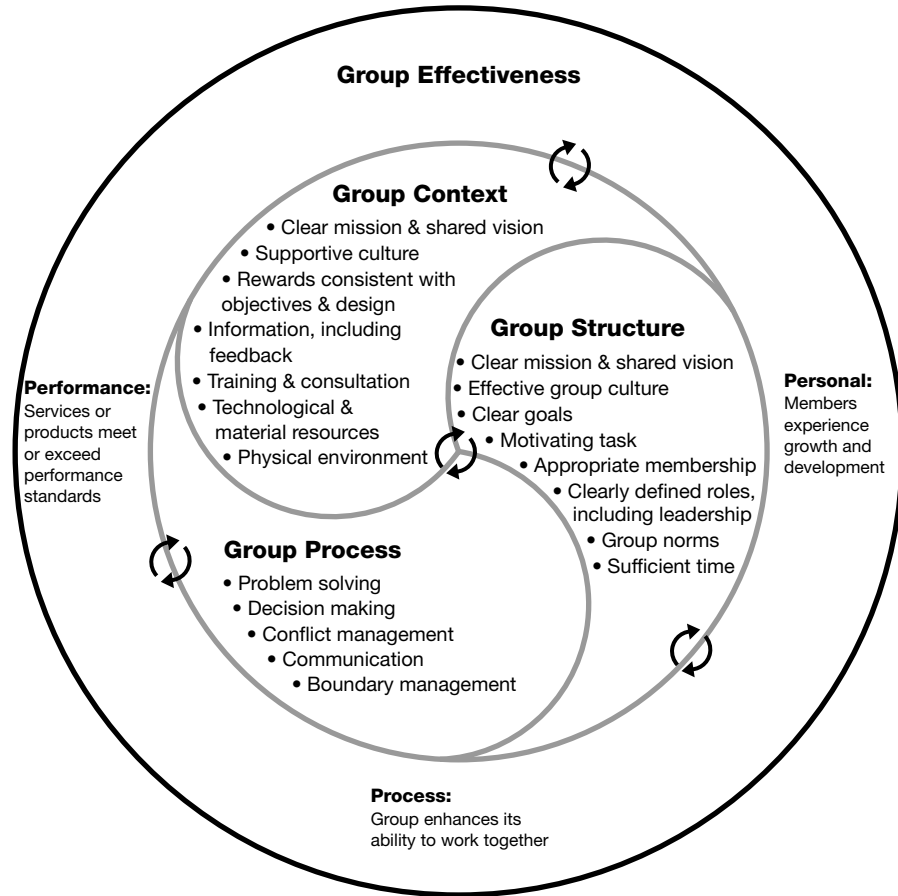 Group Effectiveness
Group Context
• Clear mission & shared vision
• Supportive culture
• Rewards consistent with
objectives & design
• Information, including
feedback
• Training & consultation
• Technological &
material resources
• Physical environment
Group Structure
• Clear mission & shared vision
• Effective group culture
• Clear goals
• Motivating task
• Appropriate membership
• Clearly defined roles,
including leadership
• Group norms
• Sufficient time
Performance:
Services or
products meet
or exceed
performance
standards
Personal:
Members
experience
growth and
development
Group Process
• Problem solving
• Decision making
• Conflict management
• Communication
• Boundary management
Process:
Group enhances its
ability to work together